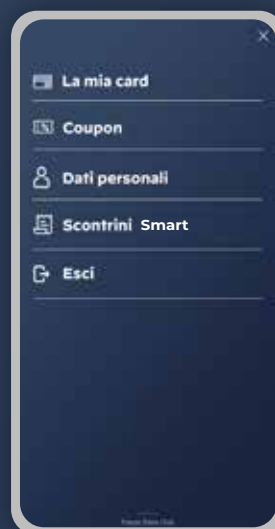 La mia card
Coupon
Dati personali
Scontrini Smart
Esci